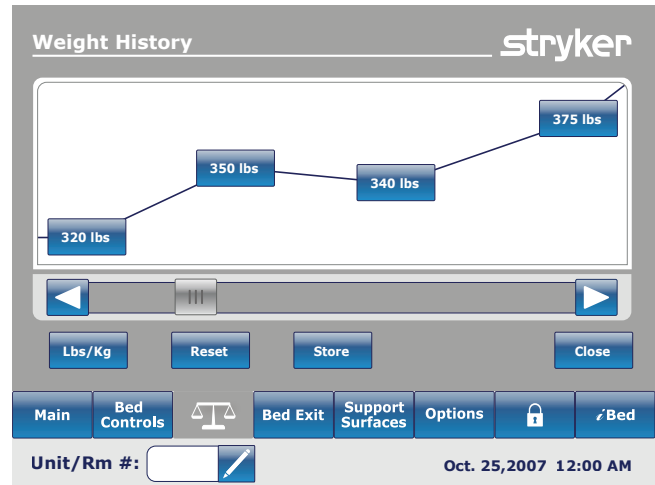 Weight History
stryker
375 lbs
350 lbs
340 lbs
320 lbs
Lbs/Kg Reset Store Close
Main Bed Controls Bed Exit Support Surfaces Options iBed
Unit/Rm #:
Oct. 25,2007 12:00 AM